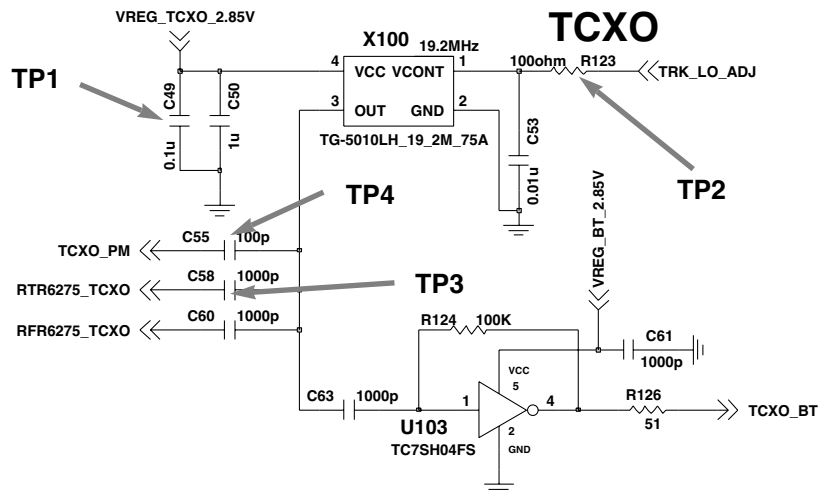 VREG_TCXO_2.85V
TCXO
X100
19.2MHz
TP1
C49
C50
4
VCC
VCONT
1
100ohm
R123
TRK_LO_ADJ
3
OUT
GND
2
0.1u
1u
TG-5010LH_19_2M_75A
C53
0.01u
TP2
TP4
VREG_BT_2.85V
C55
100p
TCXO_PM
C58
1000p
RTR6275_TCXO
TP3
C60
1000p
RFR6275_TCXO
R124
100K
C61
1000p
VCC
5
C63
1000p
1
4
R126
51
TCXO_BT
U103
2
GND
TC7SH04FS